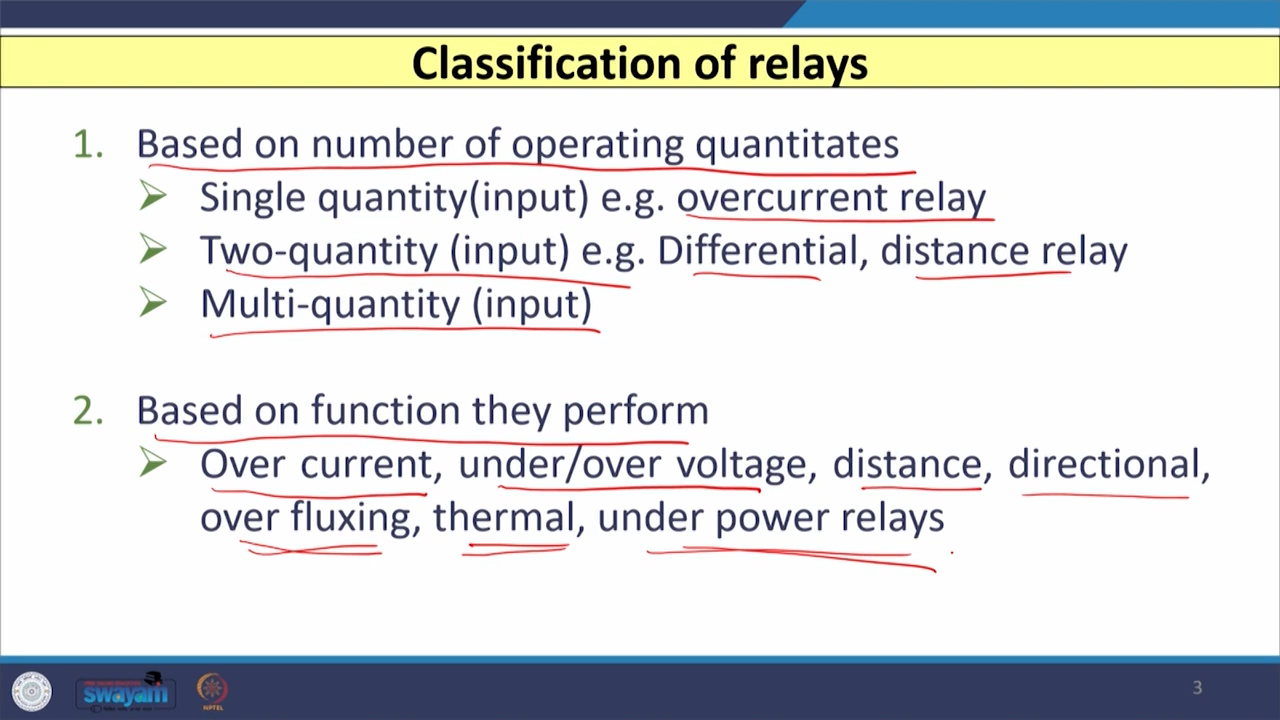 Classification of relays
1. Based on number of operating quantitates
➢ Single quantity(input) e.g. overcurrent relay
➢ Two-quantity (input) e.g. Differential, distance relay
➢ Multi-quantity (input)
2. Based on function they perform
➢ Over current, under/over voltage, distance, directional,
over fluxing, thermal, under power relays
swayam
NPTEL
3